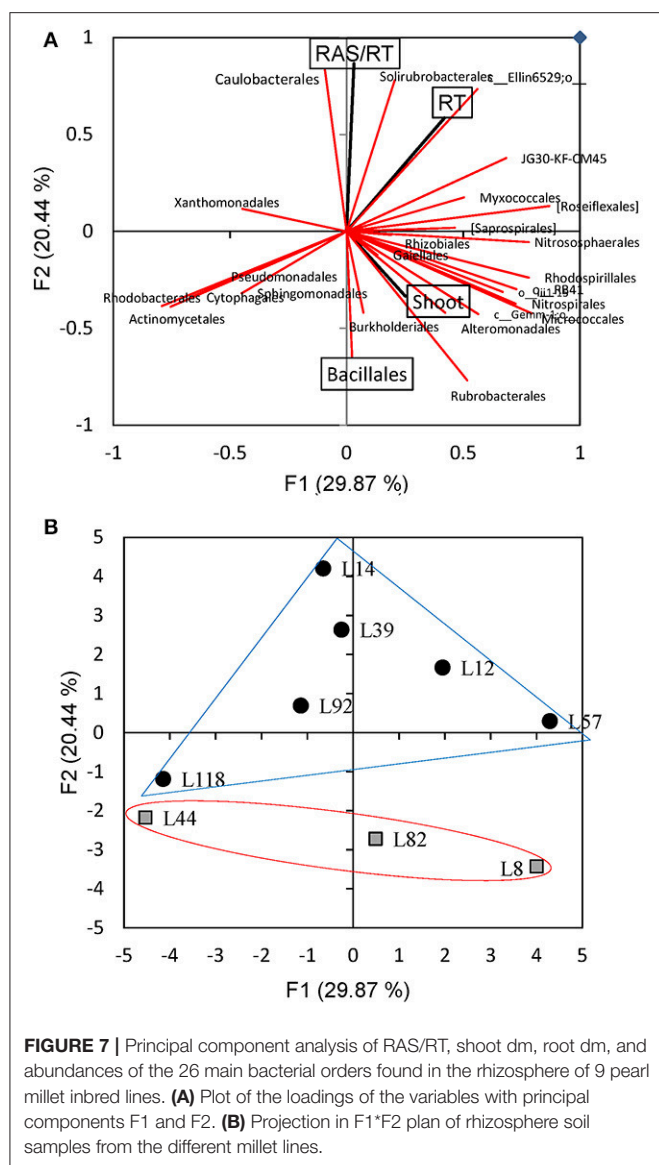 A
1
RAS/RT
Caulobacterales
Solirubrobacterales
c__Ellin6529;o__
RT
0.5
JG30-KF-CM45
Xanthomonadales
Myxococcales
[Roseiflexales]
F2 (20.44 %)
0
[Saprospirales]
Rhizobiales
Nitrososphaerales
Gaiellales
Pseudomonadales
Rhodospirillales
Rhodobacterales
Cytophagales
Sphingomonadales
o__iii1-15
o__RB41
Shoot
Nitrospirales
Actinomycetales
c__Gemm-1;o__
Micrococcales
-0.5
Burkholderiales
Alteromonadales
Bacillales
Rubrobacterales
-1
-1 -0.5 0 0.5 1
F1 (29.87 %)
B
5
4
L14
3
L39
2
L12
1
L92
L57
F2 (20.44 %)
0
-1
L118
-2
L44
L82
-3
L8
-4
-5
-5 -4 -3 -2 -1 0 1 2 3 4 5
F1 (29.87 %)
FIGURE 7 | Principal component analysis of RAS/RT, shoot dm, root dm, and
abundances of the 26 main bacterial orders found in the rhizosphere of 9 pearl
millet inbred lines. (A) Plot of the loadings of the variables with principal
components F1 and F2. (B) Projection in F1*F2 plan of rhizosphere soil
samples from the different millet lines.